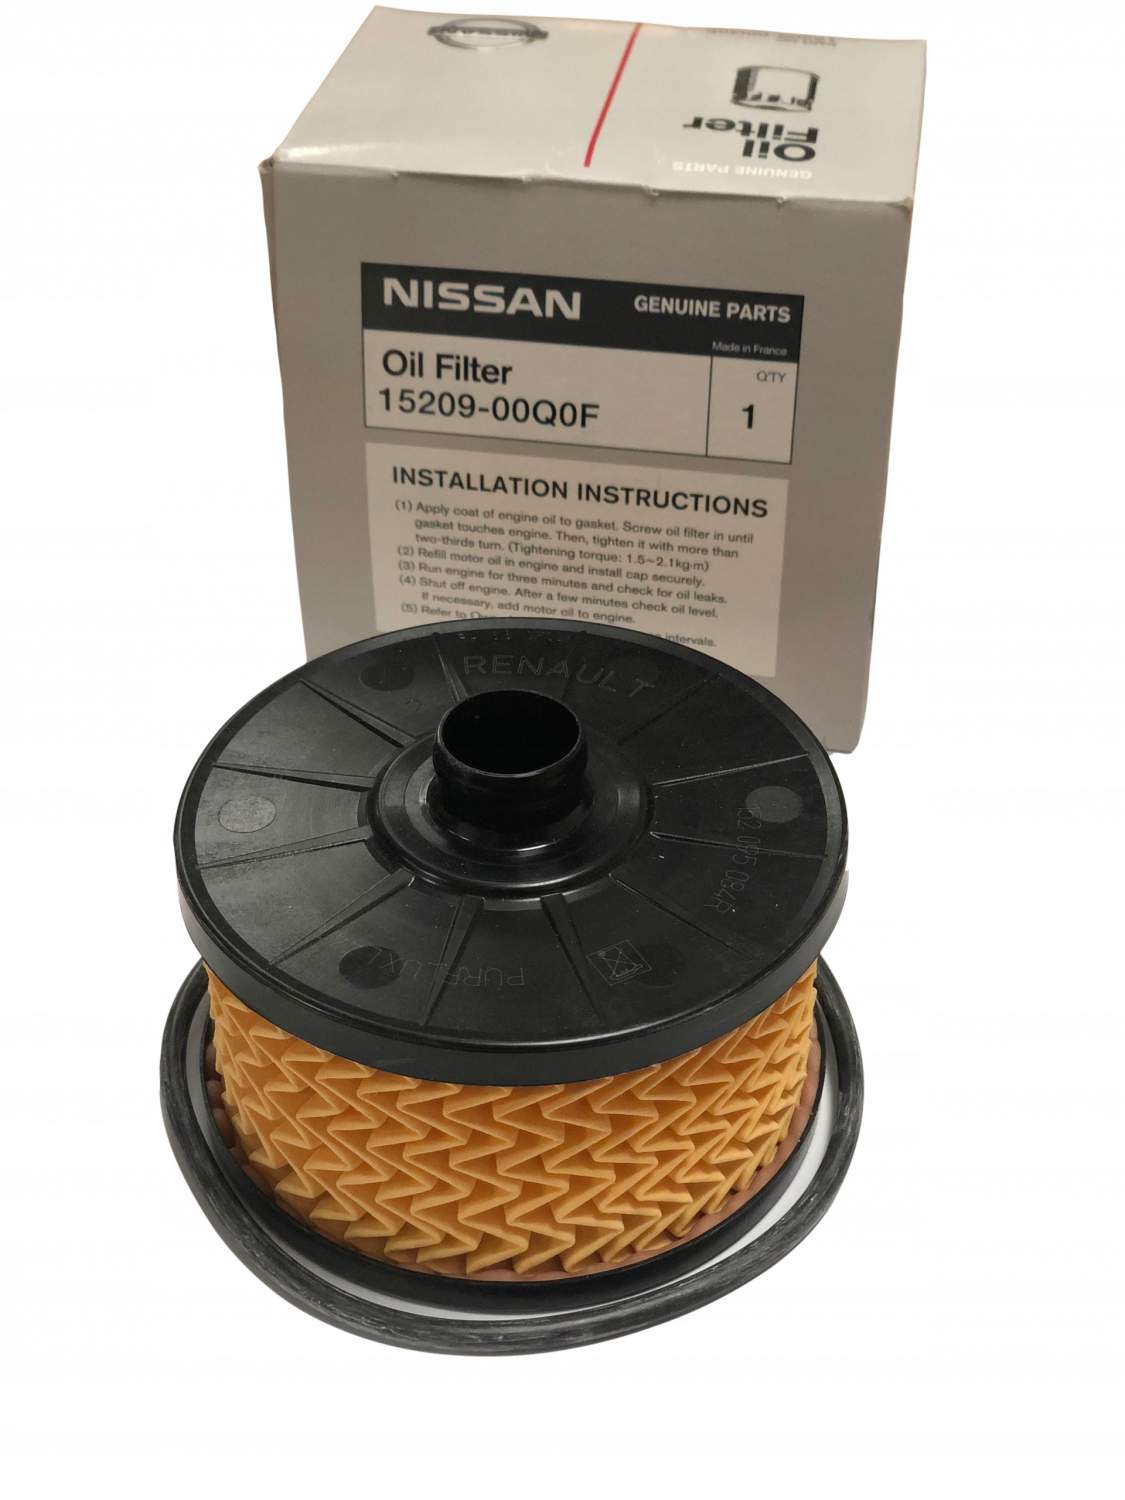 NISSAN
Oil
Filter
GENUINE PARTS
NISSAN GENUINE PARTS
Made in France
Oil Filter
15209-00Q0F
Q'TY
1
INSTALLATION INSTRUCTIONS
(1) Apply coat of engine oil to gasket. Screw oil filter in until
gasket touches engine. Then, tighten it with more than
two-thirds turn. (Tightening torque: 1.5~2.1kg·m)
(2) Refill motor oil in engine and install cap securely.
(3) Run engine for three minutes and check for oil leaks.
(4) Shut off engine. After a few minutes check oil level.
If necessary, add motor oil to engine.
(5) Refer to
intervals.
RENAULT
152 095 084R
PURFLUX